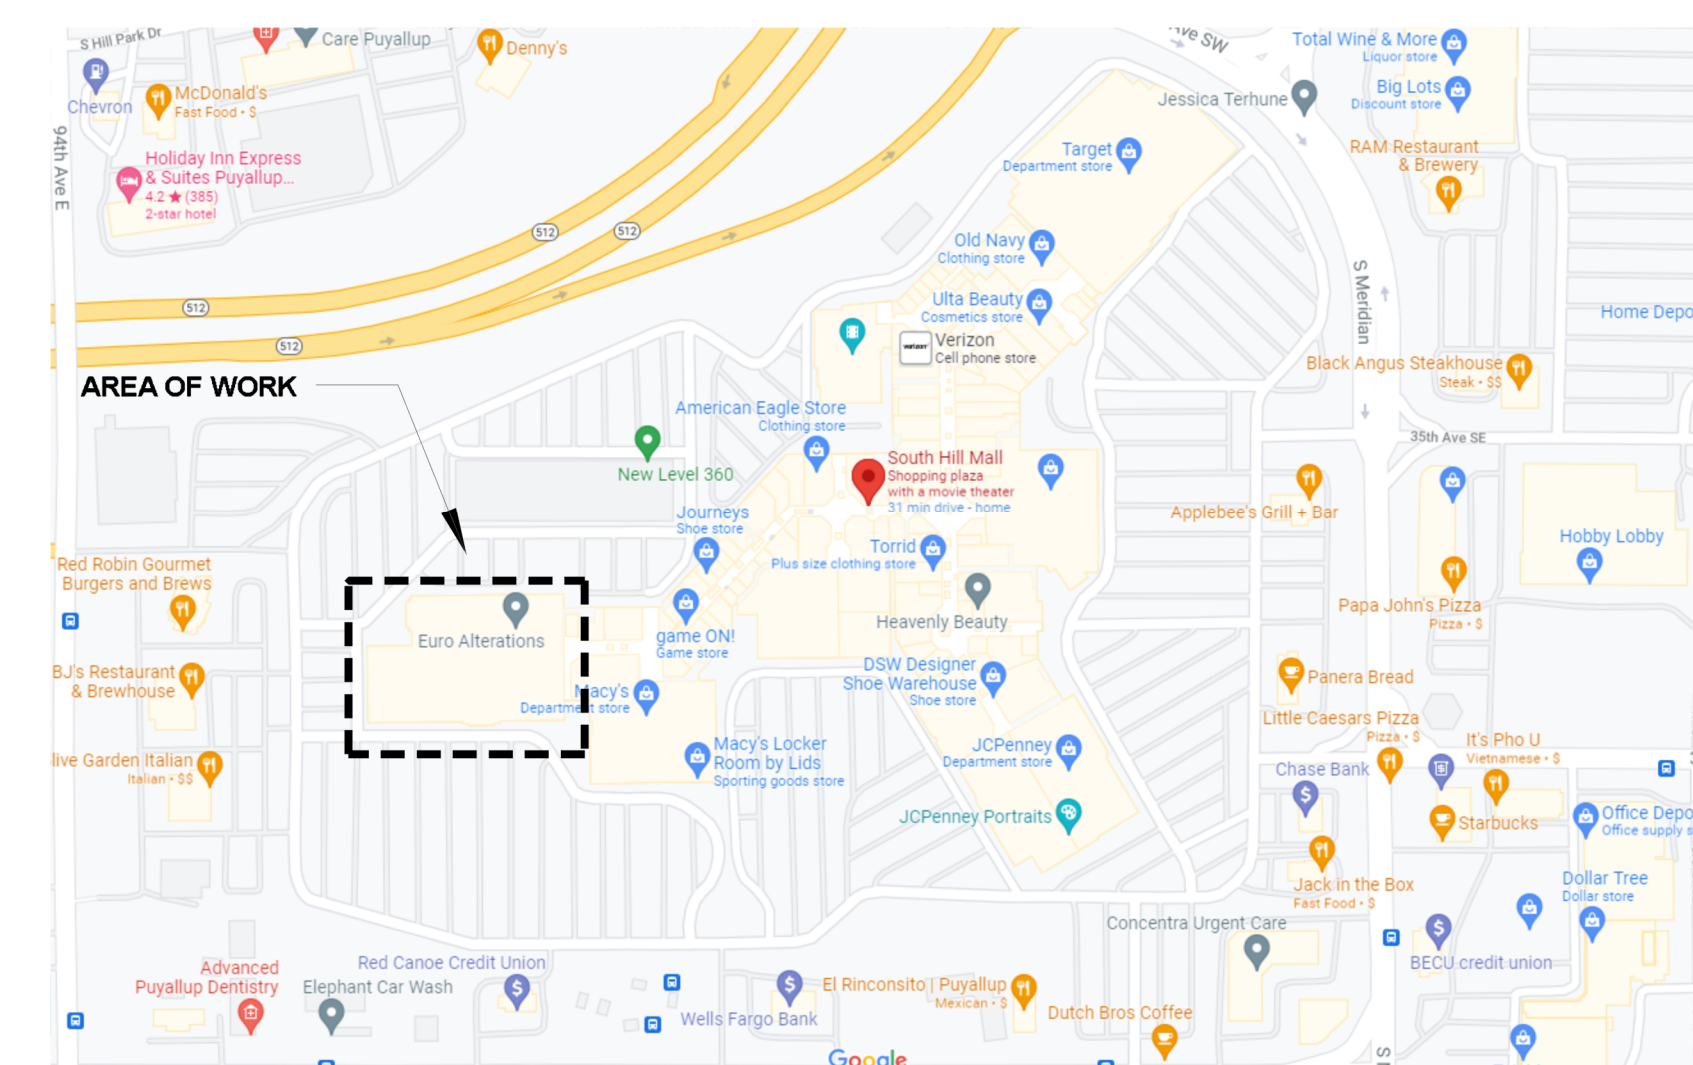 S Hill Park Dr
Care Puyallup
Denny's
Ave SW
Total Wine & More
Liquor store
Big Lots
Discount store
Chevron
McDonald's
Fast Food • $
Jessica Terhune
94th Ave E
Holiday Inn Express
& Suites Puyallup...
4.2 ★ (385)
2-star hotel
Target
Department store
RAM Restaurant
& Brewery
512
512
Old Navy
Clothing store
512
512
Ulta Beauty
Cosmetics store
S Meridian
Home Depo
verizon
Verizon
Cell phone store
AREA OF WORK
Black Angus Steakhouse
Steak • $$
American Eagle Store
Clothing store
35th Ave SE
New Level 360
South Hill Mall
Shopping plaza
with a movie theater
31 min drive - home
Journeys
Shoe store
Applebee's Grill + Bar
Hobby Lobby
Torrid
Plus size clothing store
Red Robin Gourmet
Burgers and Brews
Papa John's Pizza
Pizza • $
Euro Alterations
game ON!
Game store
Heavenly Beauty
BJ's Restaurant
& Brewhouse
Macy's
Department store
DSW Designer
Shoe Warehouse
Shoe store
Panera Bread
Little Caesars Pizza
Pizza • $
It's Pho U
Vietnamese • $
live Garden Italian
Italian • $$
Macy's Locker
Room by Lids
Sporting goods store
JCPenney
Department store
Chase Bank
JCPenney Portraits
Starbucks
Office Depo
Office supply s
Jack in the Box
Fast Food • $
Dollar Tree
Dollar store
Concentra Urgent Care
BECU credit union
Advanced
Puyallup Dentistry
Red Canoe Credit Union
Elephant Car Wash
El Rinconsito | Puyallup
Mexican • $
Wells Fargo Bank
Dutch Bros Coffee
Google